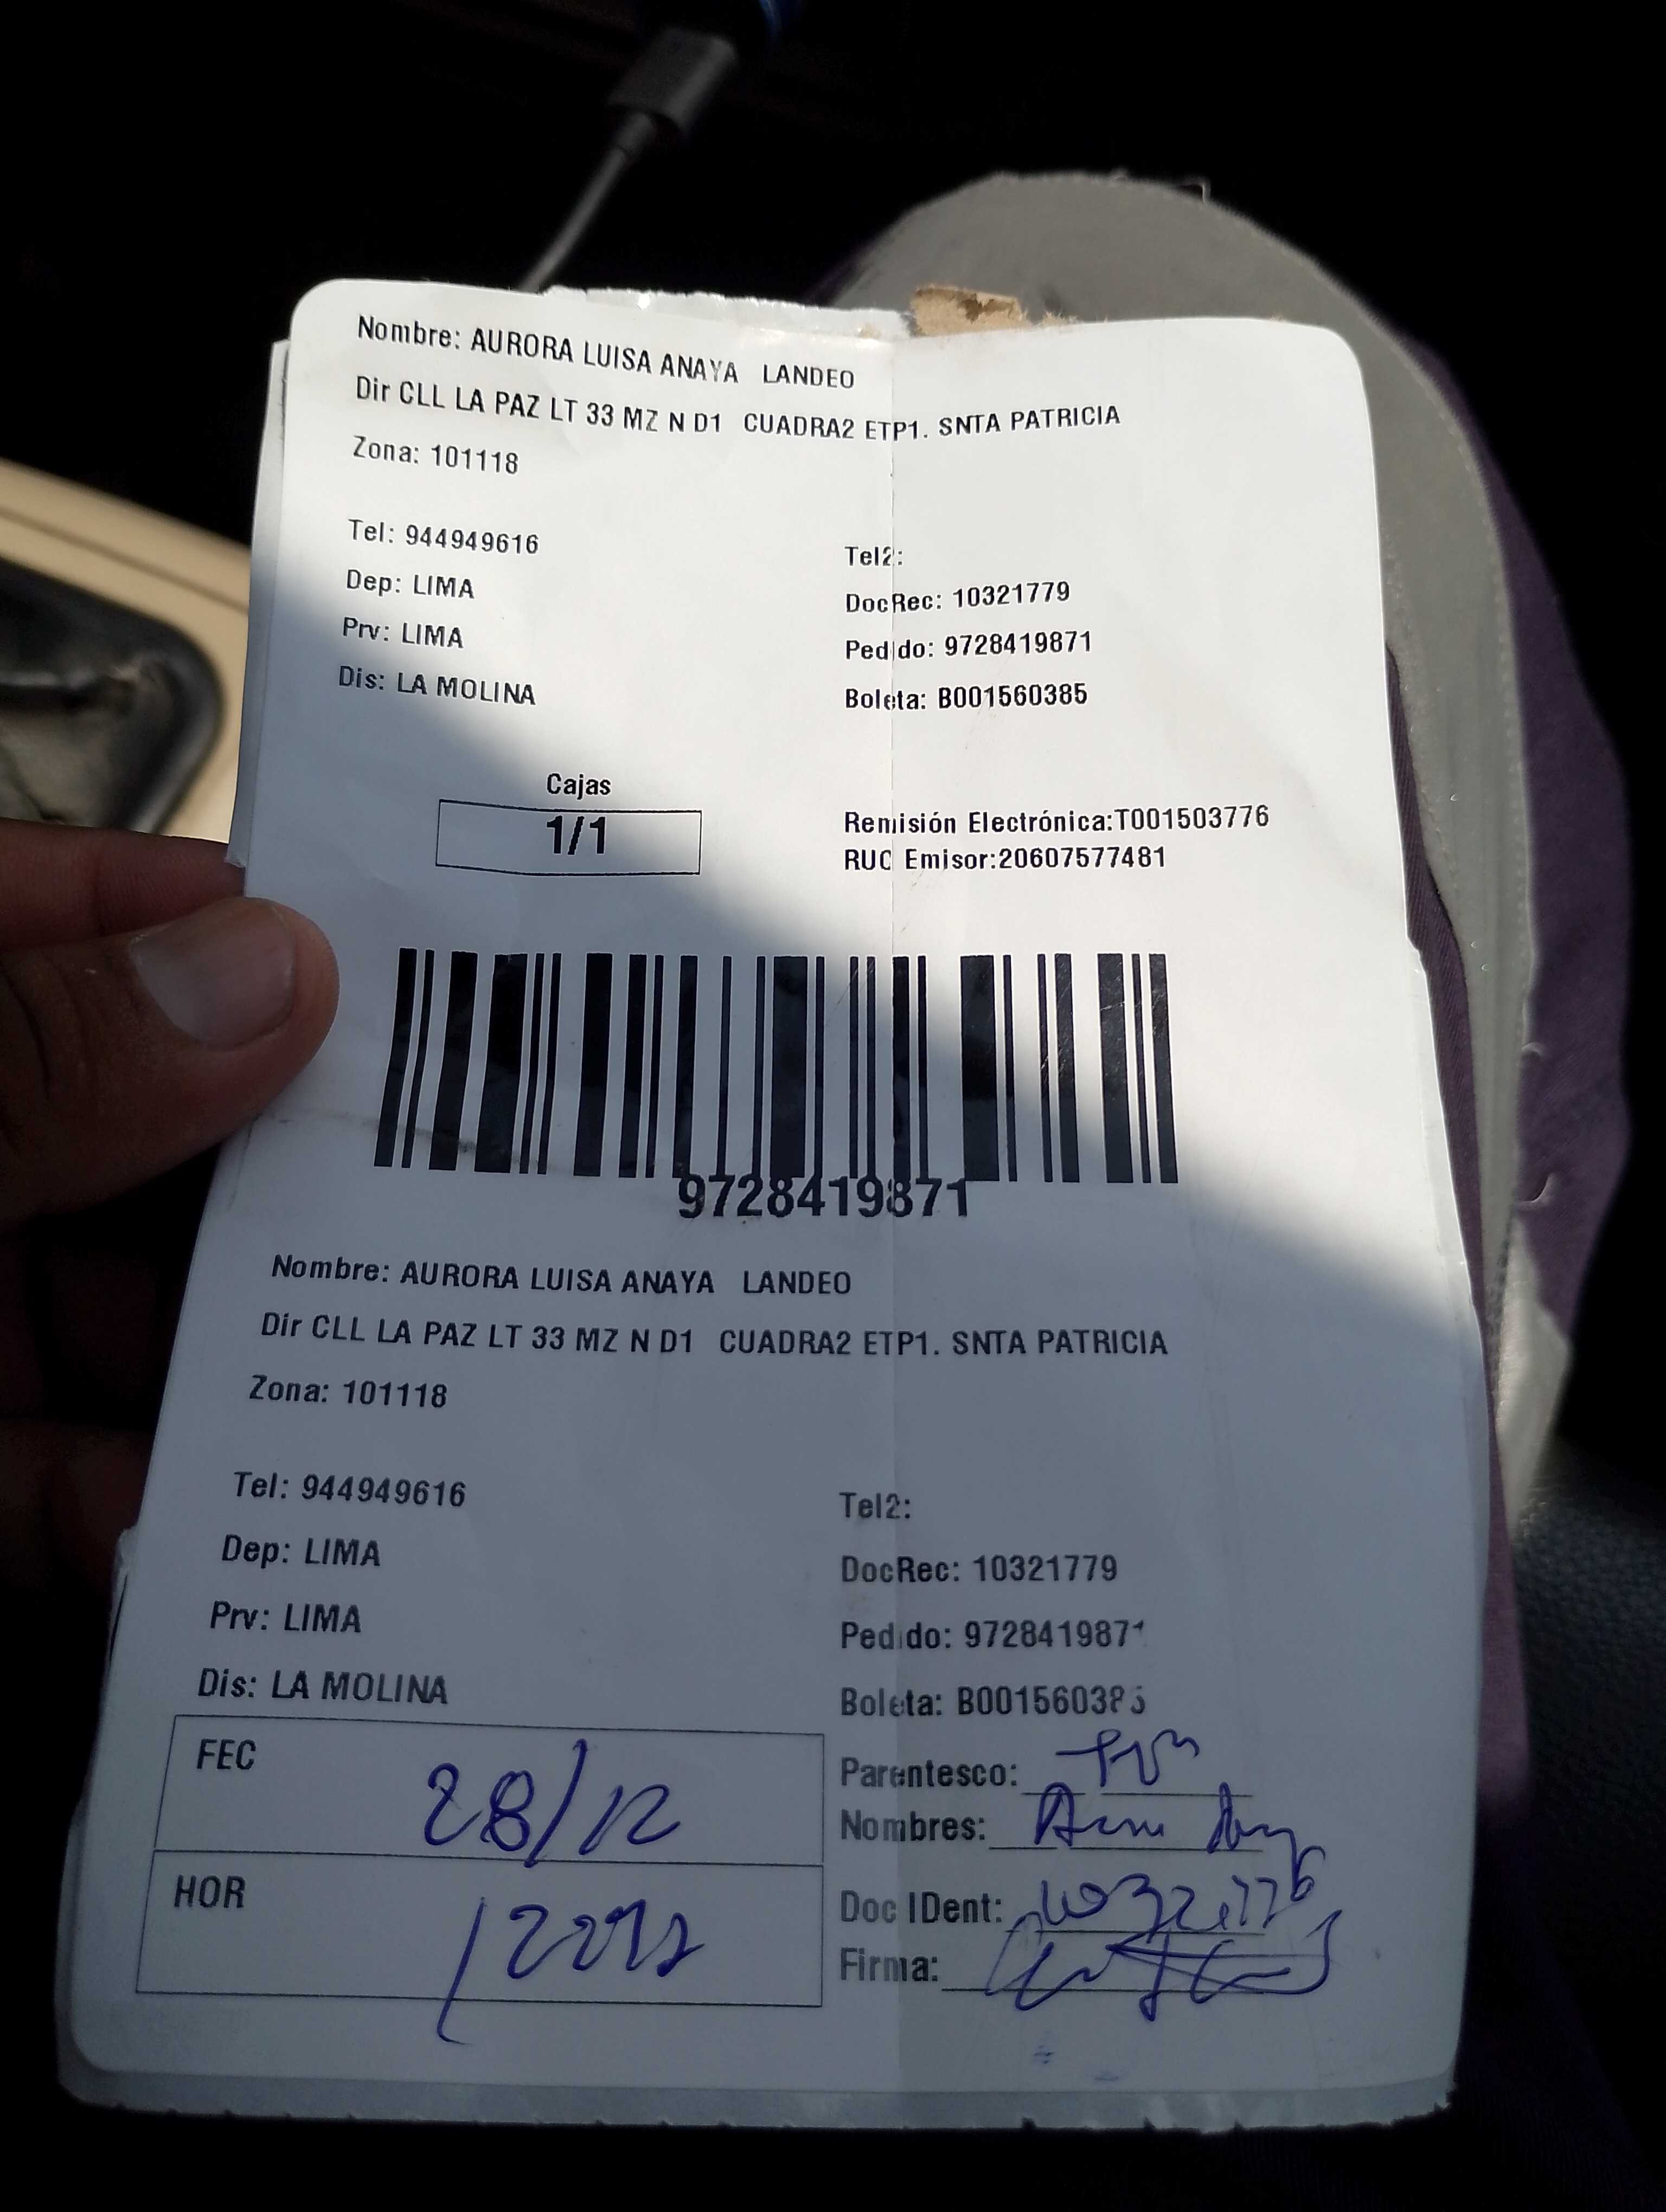 Nombre: AURORA LUISA ANAYA LANDEO
Dir CLL LA PAZ LT 33 MZ N D1 CUADRA2 ETP1. SNTA PATRICIA
Zona: 101118
Tel: 944949616
Tel2:
Dep: LIMA
DocRec: 10321779
Prv: LIMA
Pedido: 9728419871
Dis: LA MOLINA
Boleta: B001560385
Cajas
1/1
Remisión Electrónica:T001503776
RUC Emisor:20607577481
9728419871
Nombre: AURORA LUISA ANAYA LANDEO
Dir CLL LA PAZ LT 33 MZ N D1 CUADRA2 ETP1. SNTA PATRICIA
Zona: 101118
Tel: 944949616
Tel2:
Dep: LIMA
DocRec: 10321779
Prv: LIMA
Pedido: 9728419871
Dis: LA MOLINA
Boleta: B001560385
FEC 28/12
Parentesco:
Nombres:
HOR
Doc IDent:
Firma: